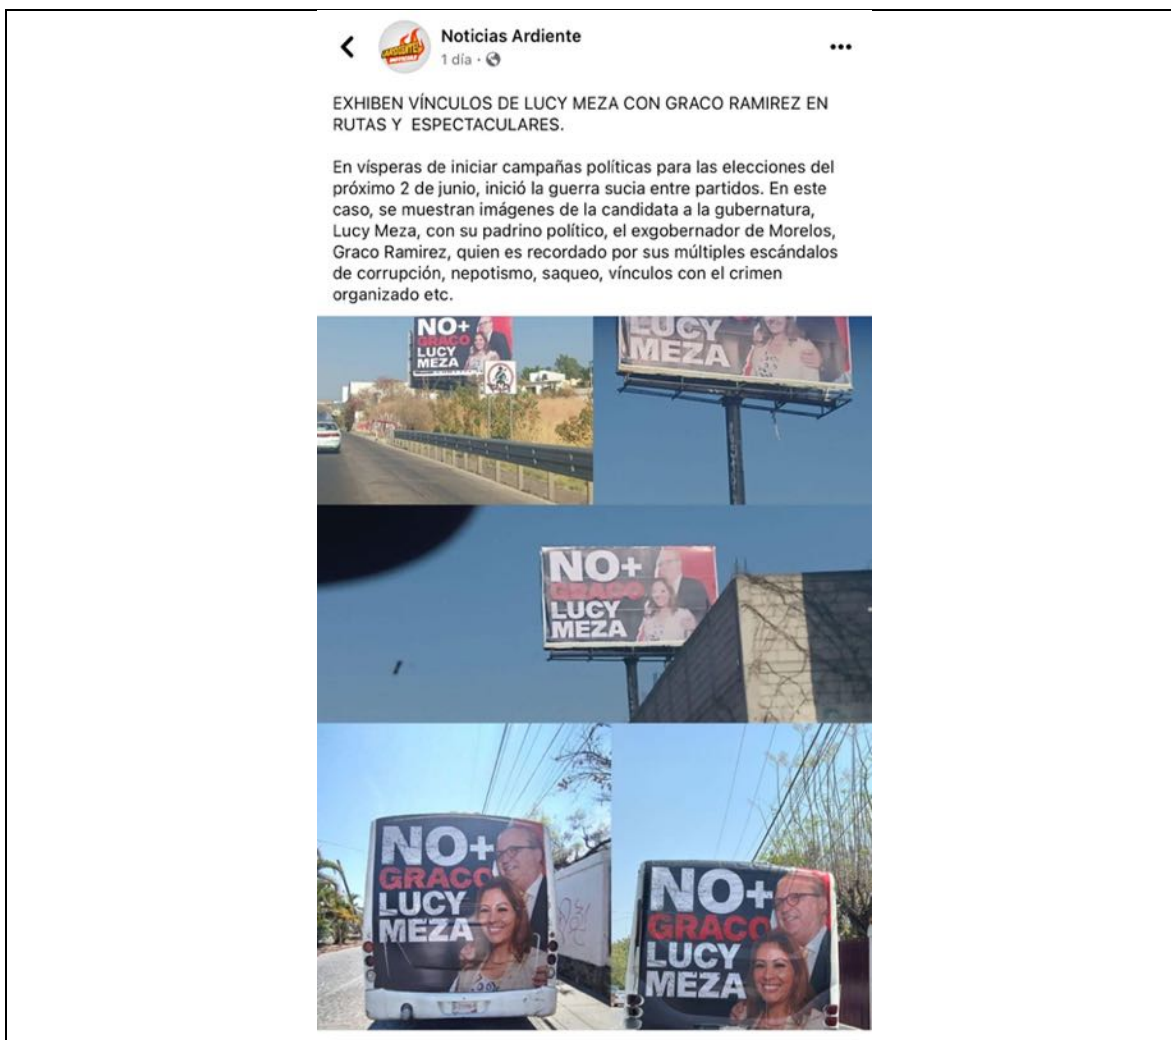 Noticias Ardiente
1 día
EXHIBEN VÍNCULOS DE LUCY MEZA CON GRACO RAMIREZ EN
RUTAS Y ESPECTACULARES.
En vísperas de iniciar campañas políticas para las elecciones del
próximo 2 de junio, inició la guerra sucia entre partidos. En este
caso, se muestran imágenes de la candidata a la gubernatura,
Lucy Meza, con su padrino político, el exgobernador de Morelos,
Graco Ramirez, quien es recordado por sus múltiples escándalos
de corrupción, nepotismo, saqueo, vínculos con el crimen
organizado etc.
NO+
GRACO
LUCY
MEZA
LUCY
MEZA
NO+
GRACO
LUCY
MEZA
NO+
GRACO
LUCY
MEZA
NO+
GRACO
LUCY
MEZA